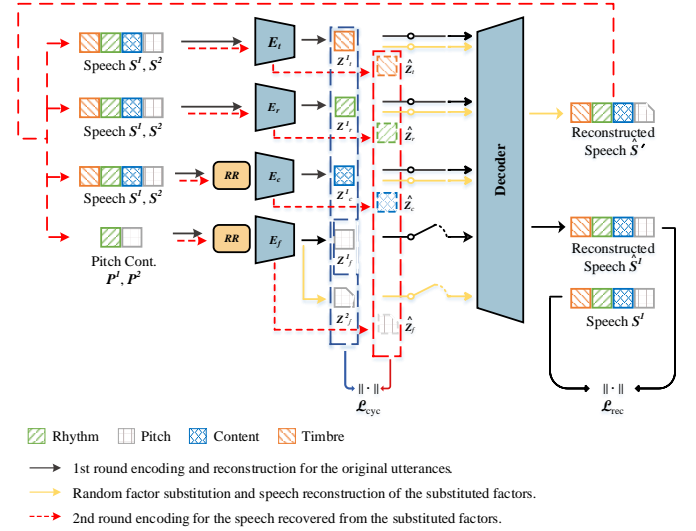 Speech S¹, S²
Speech S¹, S²
Speech S¹, S²
Pitch Cont.
P¹, P²
RR
RR
E_t
E_r
E_c
E_f
Z¹_t
Z¹_r
Z¹_c
Z¹_f
Z²_f
Ẑ_t
Ẑ_r
Ẑ_c
Ẑ_f
Decoder
Reconstructed
Speech Ŝ′
Reconstructed
Speech Ŝ¹
Speech S¹
‖ · ‖
𝓛_cyc
‖ · ‖
𝓛_rec
Rhythm Pitch Content Timbre
1st round encoding and reconstruction for the original utterances.
Random factor substitution and speech reconstruction of the substituted factors.
2nd round encoding for the speech recovered from the substituted factors.